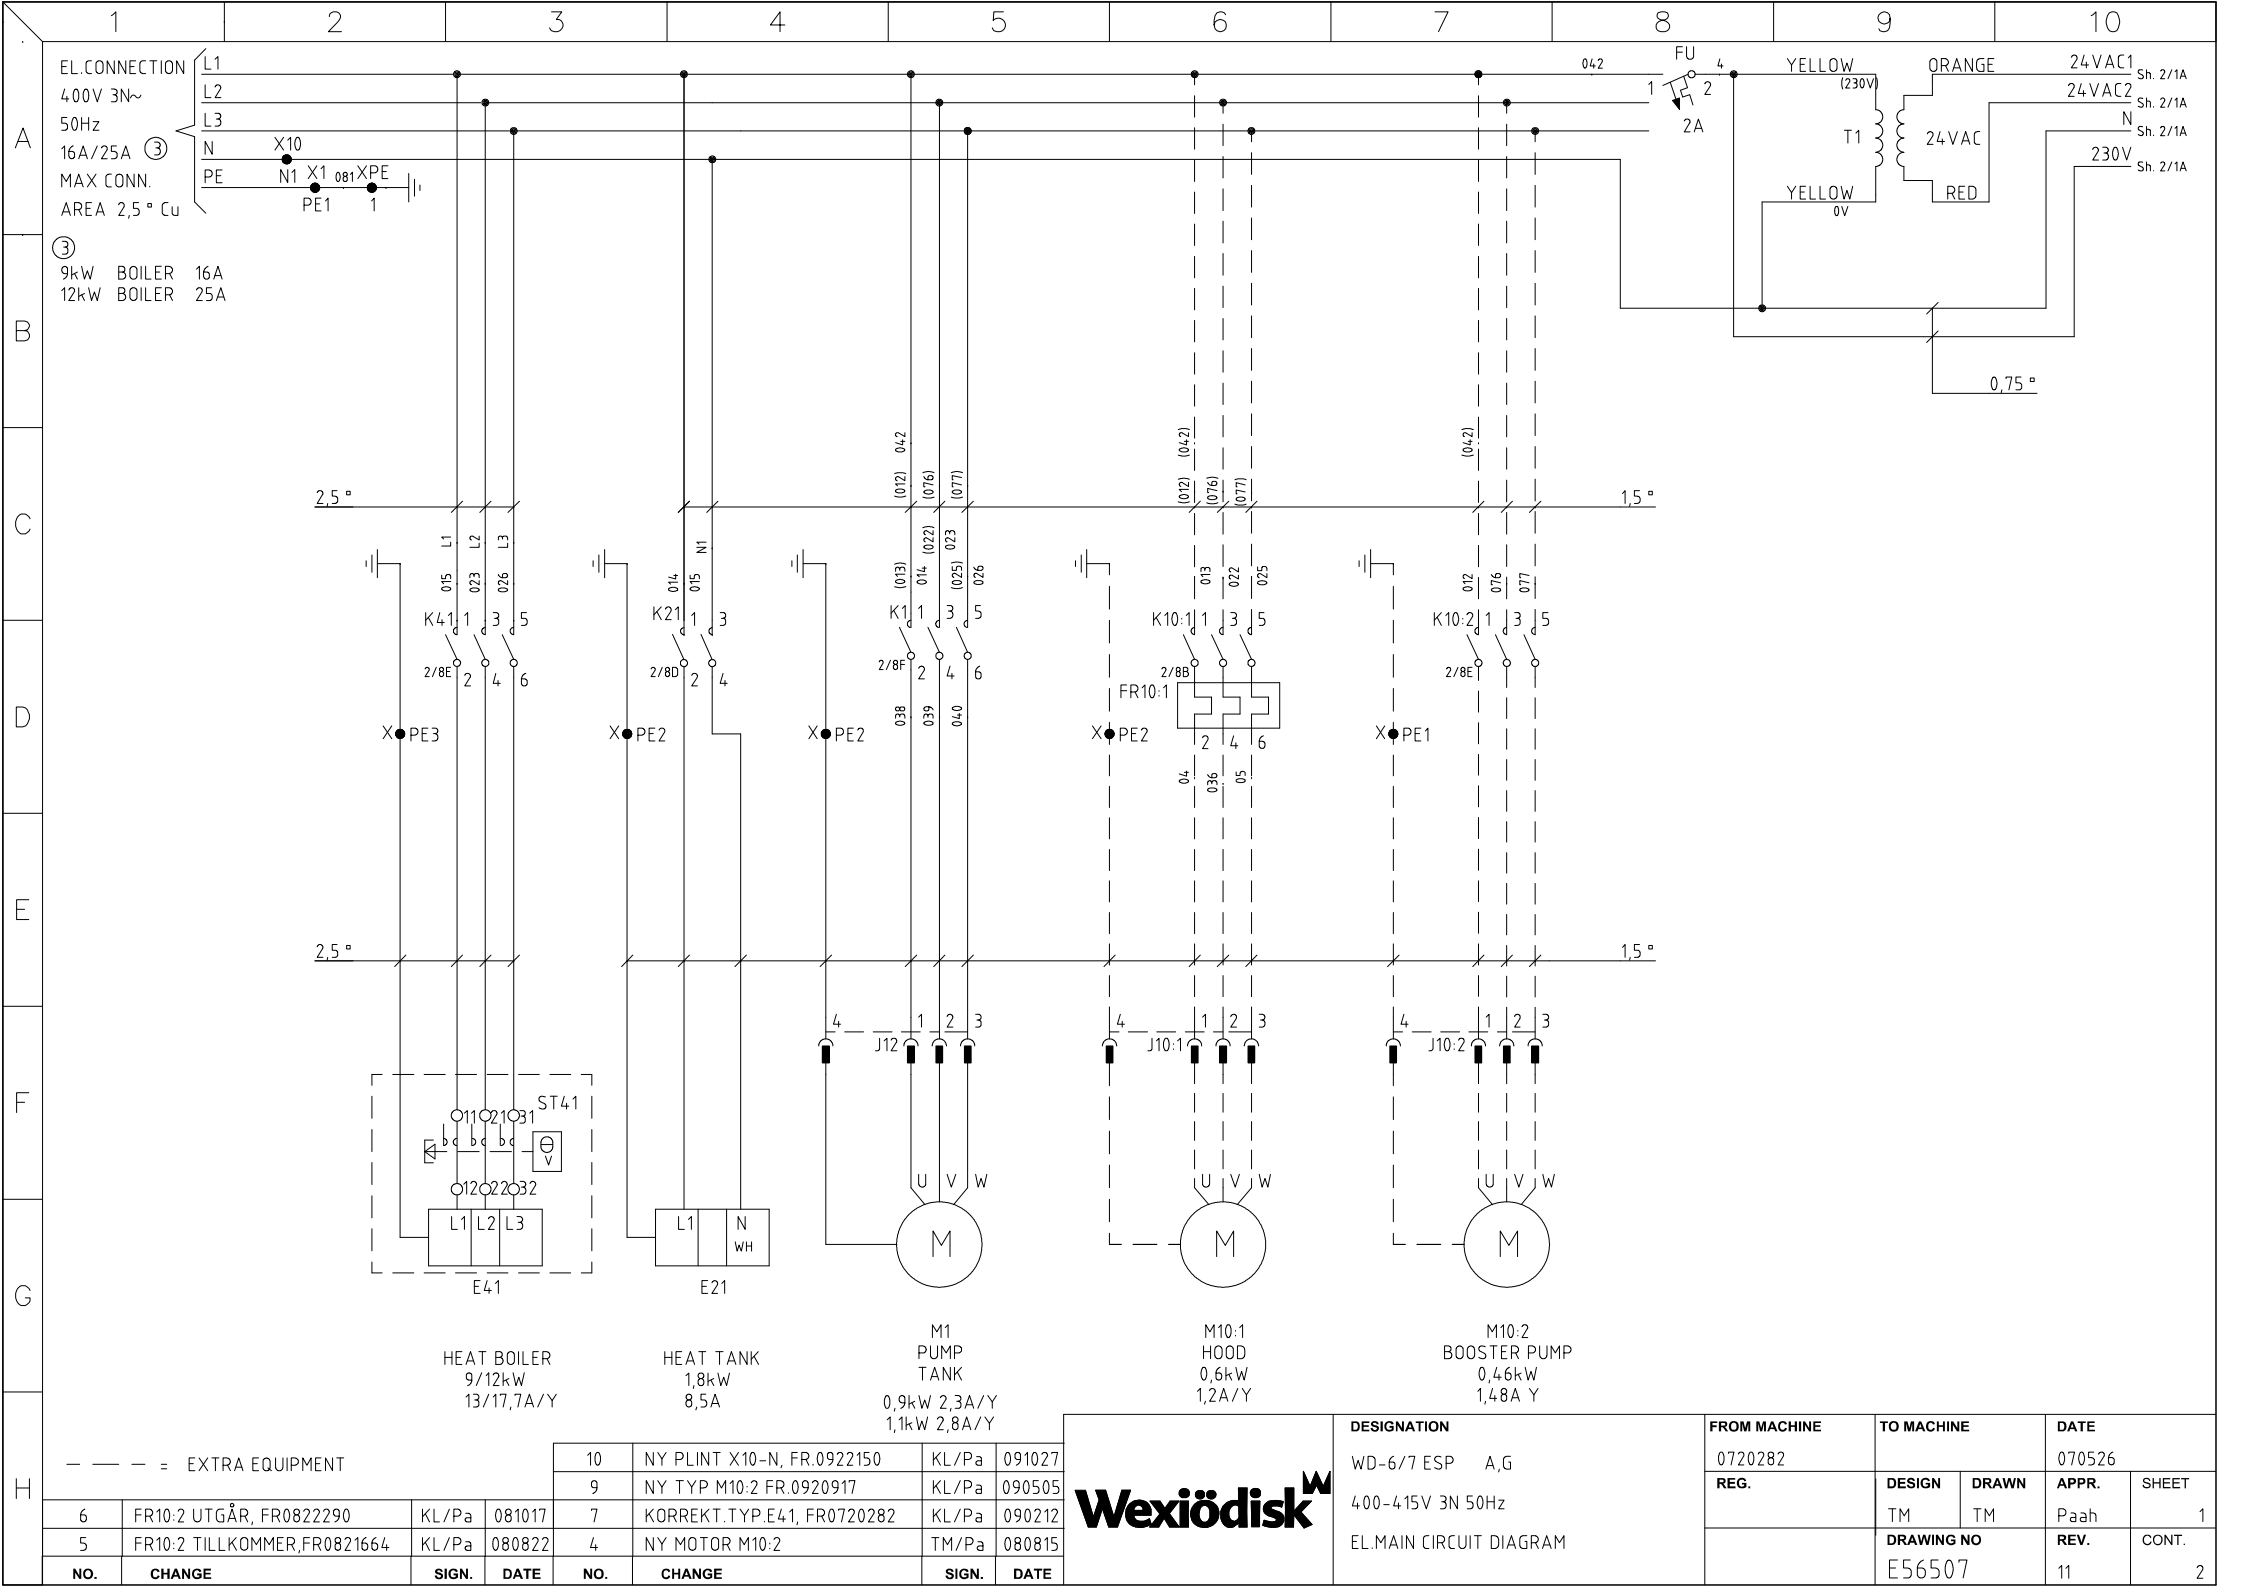 1 2 3 4 5 6 7 8 9 10
A
B
C
D
E
F
G
H
EL.CONNECTION
400V 3N~
50Hz
16A/25A ③
MAX CONN.
AREA 2,5 ▫ Cu
③
9kW BOILER 16A
12kW BOILER 25A
L1
L2
L3
N
PE
X10
N1
X1
PE1
081
XPE
1
042
FU
1
2
4
2A
YELLOW
(230V)
YELLOW
0V
T1
24VAC
ORANGE
RED
24VAC1 Sh. 2/1A
24VAC2 Sh. 2/1A
N Sh. 2/1A
230V Sh. 2/1A
0,75 ▫
042 (042) (042)
(012) (076) (077) (012) (076) (077)
2,5 ▫ 1,5 ▫
L1 L2 L3 N1 (022) 023
015 023 026 014 015 (013) 014 (025) 026 013 022 025 012 076 077
K41 1 3 5
2/8E 2 4 6
K21 1 3
2/8D 2 4
K1 1 3 5
2/8F 2 4 6
K10:1 1 3 5
2/8B
FR10:1
2 4 6
K10:2 1 3 5
2/8E
038 039 040
04 036 05
X PE3
X PE2
X PE2
X PE2
X PE1
2,5 ▫ 1,5 ▫
4 J12 1 2 3
4 J10:1 1 2 3
4 J10:2 1 2 3
ST41
11 21 31
θ
V
12 22 32
L1 L2 L3
E41
L1 N
WH
E21
U V W
M
U V W
M
U V W
M
HEAT BOILER
9/12kW
13/17,7A/Y
HEAT TANK
1,8kW
8,5A
M1
PUMP
TANK
0,9kW 2,3A/Y
1,1kW 2,8A/Y
M10:1
HOOD
0,6kW
1,2A/Y
M10:2
BOOSTER PUMP
0,46kW
1,48A Y
= EXTRA EQUIPMENT
10 NY PLINT X10-N, FR.0922150 KL/Pa 091027
9 NY TYP M10:2 FR.0920917 KL/Pa 090505
6 FR10:2 UTGÅR, FR0822290 KL/Pa 081017 7 KORREKT.TYP.E41, FR0720282 KL/Pa 090212
5 FR10:2 TILLKOMMER,FR0821664 KL/Pa 080822 4 NY MOTOR M10:2 TM/Pa 080815
NO. CHANGE SIGN. DATE NO. CHANGE SIGN. DATE
Wexiödisk
DESIGNATION
WD-6/7 ESP A,G
400-415V 3N 50Hz
EL.MAIN CIRCUIT DIAGRAM
FROM MACHINE
0720282
TO MACHINE
DATE
070526
REG.
DESIGN
TM
DRAWN
TM
APPR.
Paah
SHEET
1
DRAWING NO
E56507
REV.
11
CONT.
2